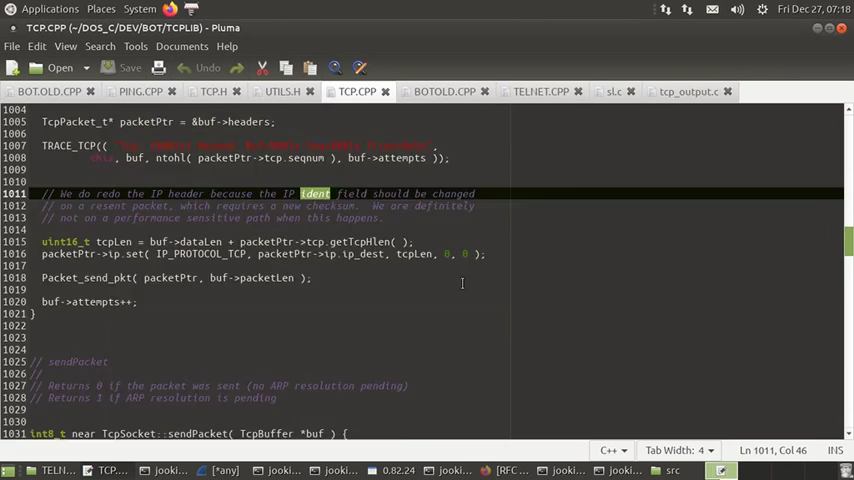 Applications Places System Fri Dec 27, 07:18
TCP.CPP (~/DOS_C/DEV/BOT/TCPLIB) - Pluma
File Edit View Search Tools Documents Help
Open Save Undo
BOT.OLD.CPP PING.CPP TCP.H UTILS.H TCP.CPP BOTOLD.CPP TELNET.CPP sl.c tcp_output.c
1004
1005 TcpPacket_t* packetPtr = &buf->headers;
1006
1007 TRACE_TCP((
1008 this, buf, ntohl( packetPtr->tcp.seqnum ), buf->attempts ));
1009
1010
1011 // We do redo the IP header because the IP ident field should be changed
1012 // on a resent packet, which requires a new checksum. We are definitely
1013 // not on a performance sensitive path when this happens.
1014
1015 uint16_t tcpLen = buf->dataLen + packetPtr->tcp.getTcpHlen( );
1016 packetPtr->ip.set( IP_PROTOCOL_TCP, packetPtr->ip.ip_dest, tcpLen, 0, 0 );
1017
1018 Packet_send_pkt( packetPtr, buf->packetLen );
1019
1020 buf->attempts++;
1021 }
1022
1023
1024
1025 // sendPacket
1026 //
1027 // Returns 0 if the packet was sent (no ARP resolution pending)
1028 // Returns 1 if ARP resolution is pending
1029
1030
1031 int8_t near TcpSocket::sendPacket( TcpBuffer *buf ) {
C++ Tab Width: 4 Ln 1011, Col 46 INS
TELN... TCP.... jooki... [*any] jooki... 0.82.24 jooki... [RFC ... jooki... jooki... src